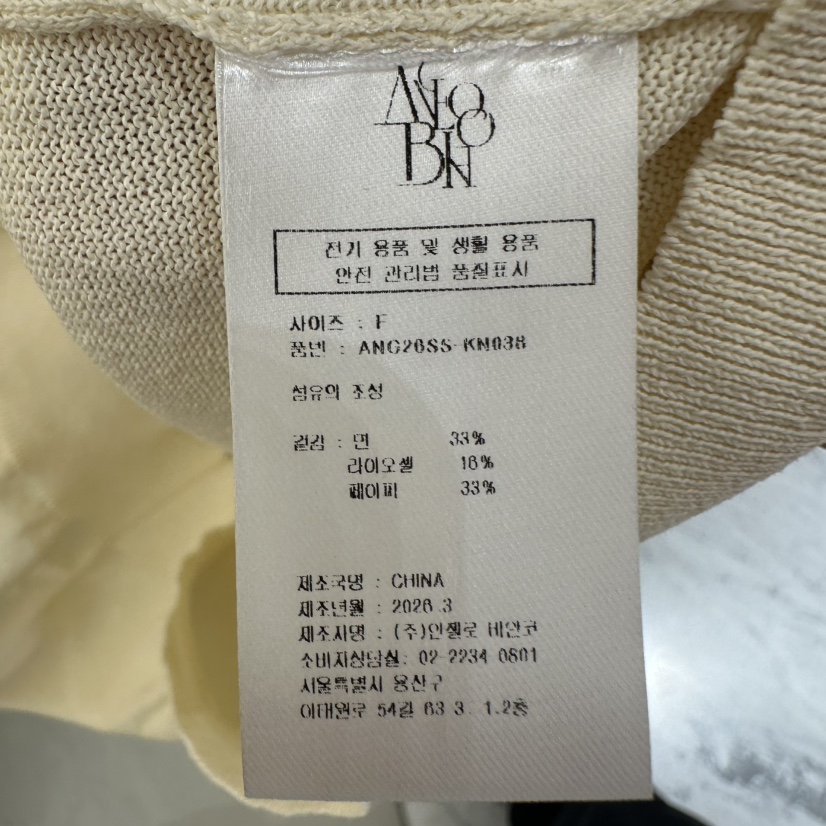 전기 용품 및 생활 용품
안전 관리법 품질표시
사이즈 : F
품번 : ANG26SS-KN038
섬유의 조성
겉감 : 면 33%
라이오셀 16%
페이퍼 33%
제조국명 : CHINA
제조년월 : 2026.3
제조자명 : (주)안젤로 비안코
소비자상담실: 02-2234-0801
서울특별시 용산구
이태원로 54길 63-3. 1.2층